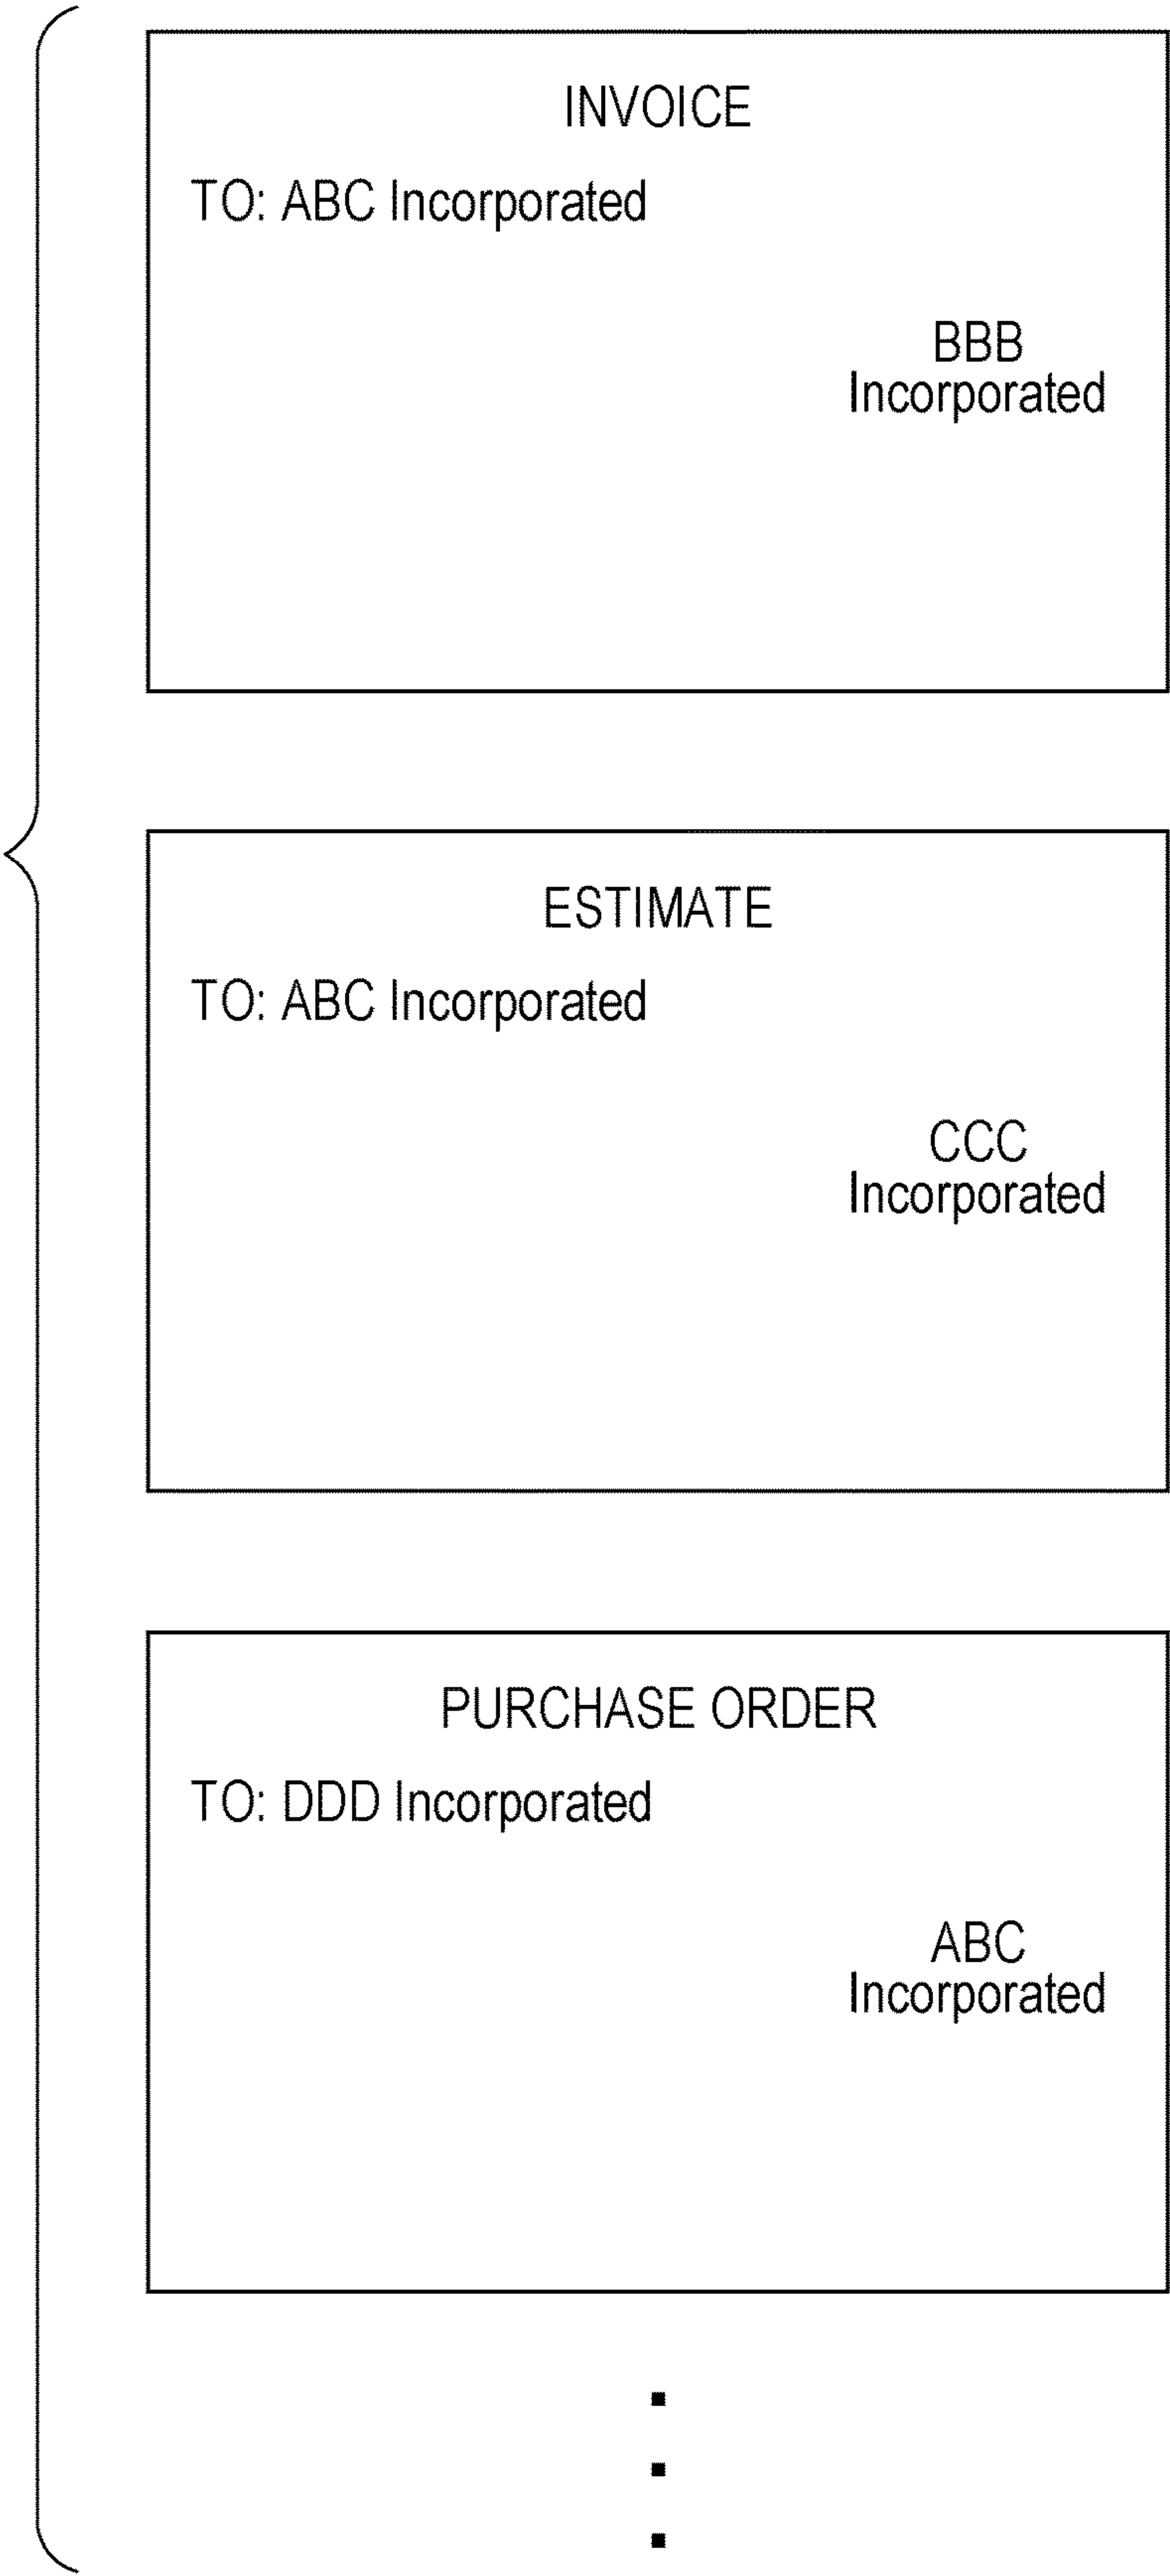 INVOICE
TO: ABC Incorporated
BBB
Incorporated
ESTIMATE
TO: ABC Incorporated
CCC
Incorporated
PURCHASE ORDER
TO: DDD Incorporated
ABC
Incorporated